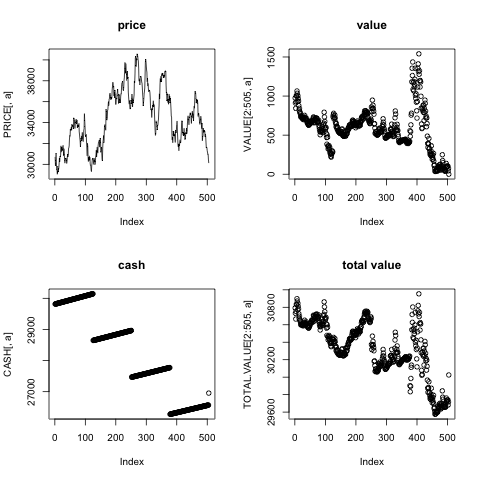 price
PRICE[, a]
30000 34000 38000
0 100 200 300 400 500
Index
value
VALUE[2:505, a]
0 500 1000 1500
0 100 200 300 400 500
Index
cash
CASH[, a]
27000 29000
0 100 200 300 400 500
Index
total value
TOTAL.VALUE[2:505, a]
29600 30200 30800
0 100 200 300 400 500
Index